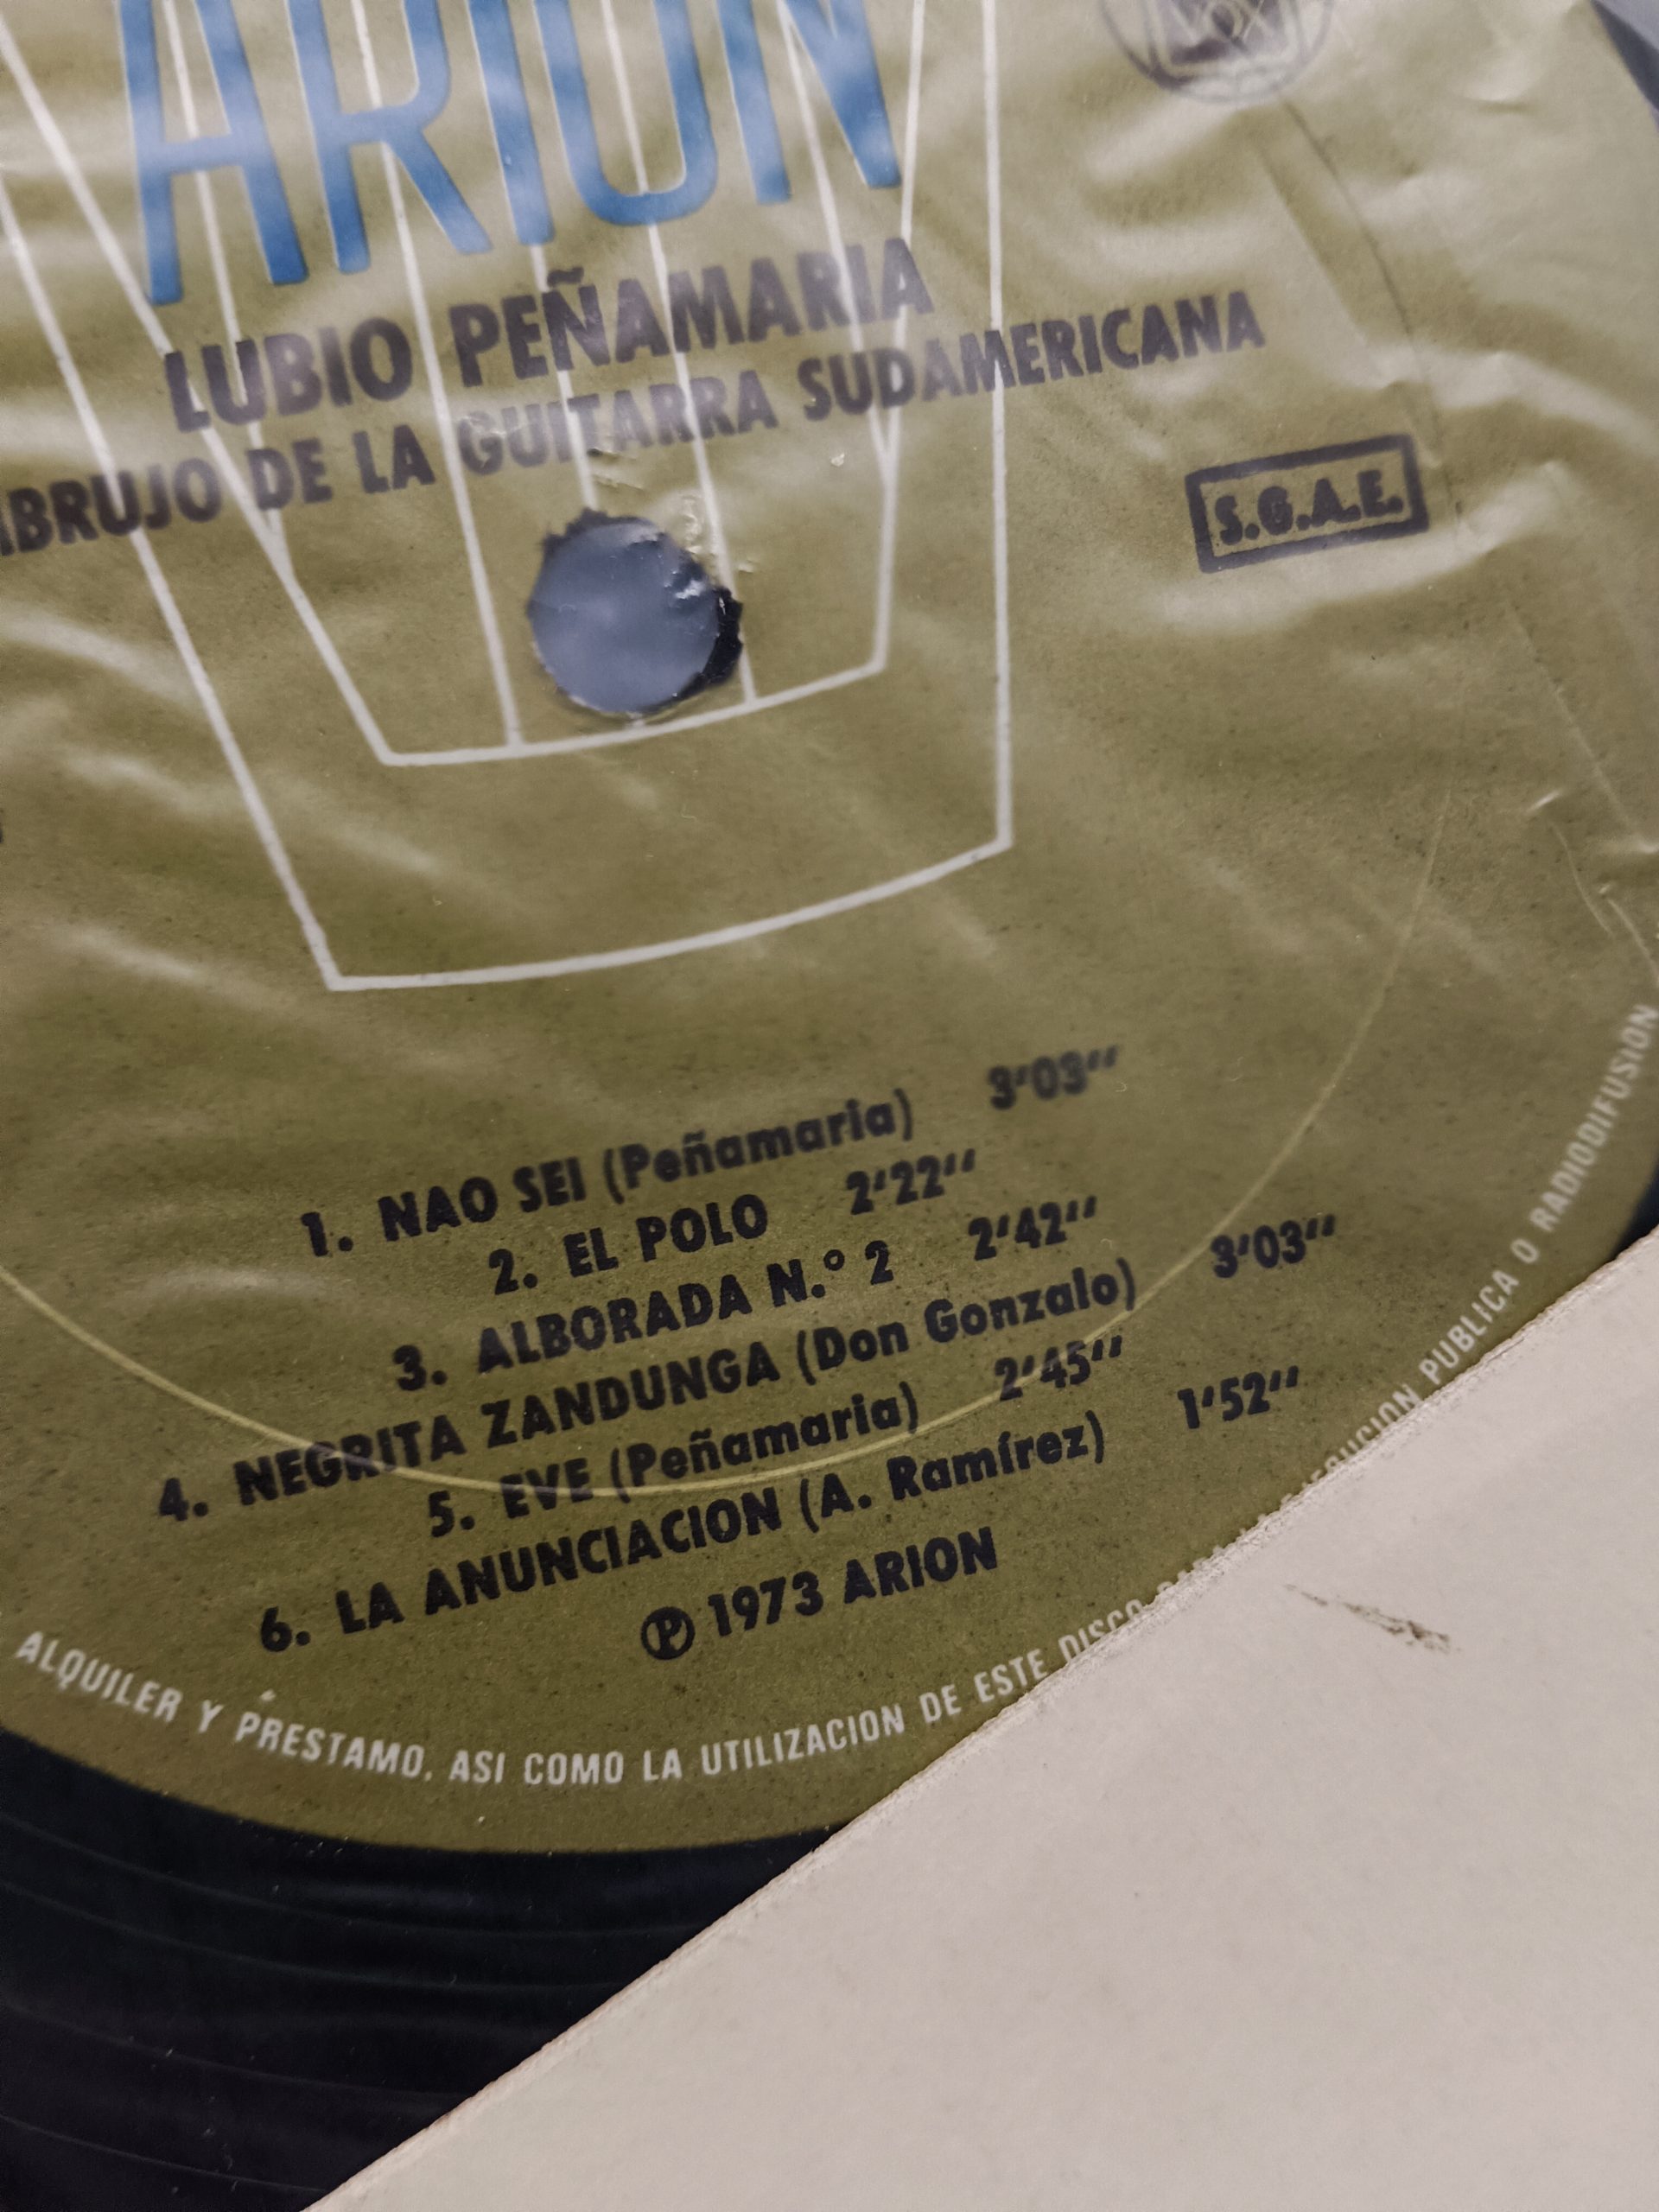 ARION
VOX
LUBIO PEÑAMARIA
BRUJO DE LA GUITARRA SUDAMERICANA
S.G.A.E.
1. NAO SEI (Peñamaria) 3'03"
2. EL POLO 2'22"
3. ALBORADA N.º 2 2'42"
4. NEGRITA ZANDUNGA (Don Gonzalo) 3'03"
5. EVE (Peñamaria) 2'45"
6. LA ANUNCIACION (A. Ramírez) 1'52"
Ⓟ 1973 ARION
ALQUILER Y PRESTAMO. ASI COMO LA UTILIZACION DE ESTE DISCO PUBLICA O RADIODIFUSION